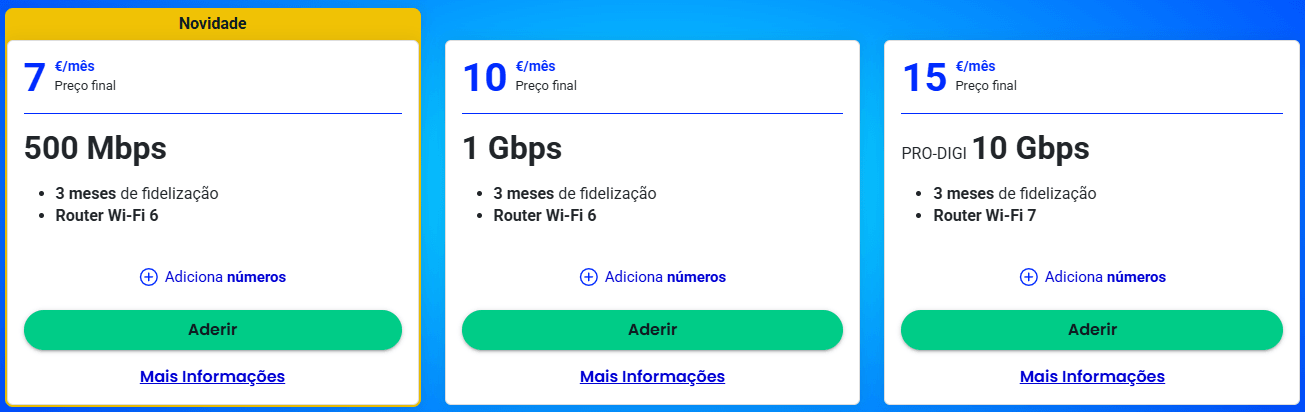 Novidade
7 €/mês
Preço final
500 Mbps
3 meses de fidelização
Router Wi-Fi 6
Adiciona números
Aderir
Mais Informações
10 €/mês
Preço final
1 Gbps
3 meses de fidelização
Router Wi-Fi 6
Adiciona números
Aderir
Mais Informações
15 €/mês
Preço final
PRO-DIGI 10 Gbps
3 meses de fidelização
Router Wi-Fi 7
Adiciona números
Aderir
Mais Informações